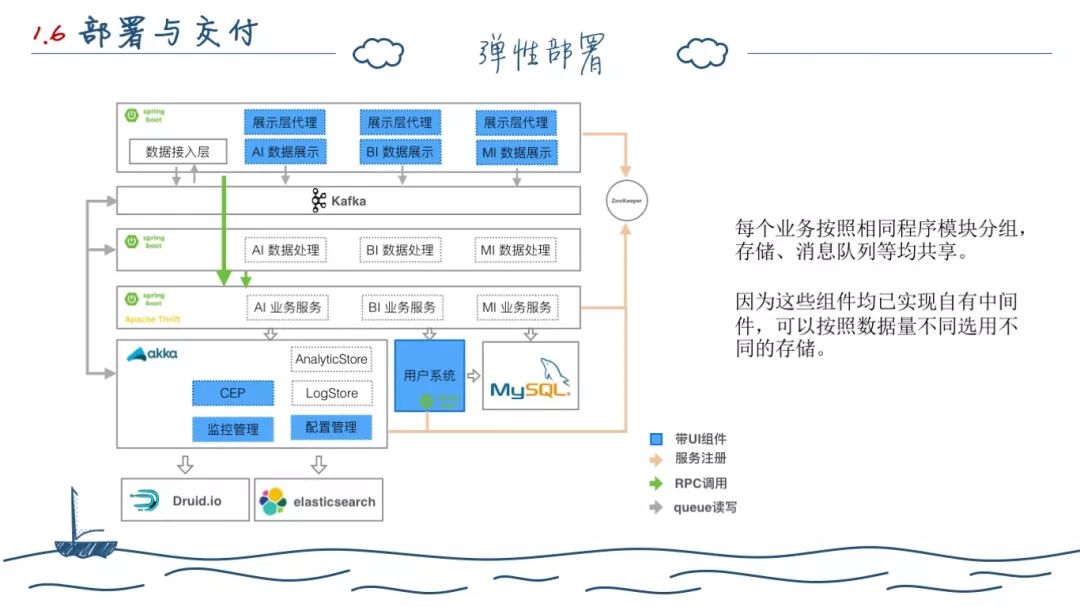 1.6 部署与交付
弹性部署
spring boot
展示层代理
展示层代理
展示层代理
数据接入层
AI 数据展示
BI 数据展示
MI 数据展示
Kafka
ZooKeeper
spring boot
AI 数据处理
BI 数据处理
MI 数据处理
spring boot
Apache Thrift
AI 业务服务
BI 业务服务
MI 业务服务
akka
AnalyticStore
CEP
LogStore
监控管理
配置管理
用户系统
MySQL
Druid.io
elasticsearch
每个业务按照相同程序模块分组，
存储、消息队列等均共享。
因为这些组件均已实现自有中间
件，可以按照数据量不同选用不
同的存储。
带UI组件
服务注册
RPC调用
queue读写